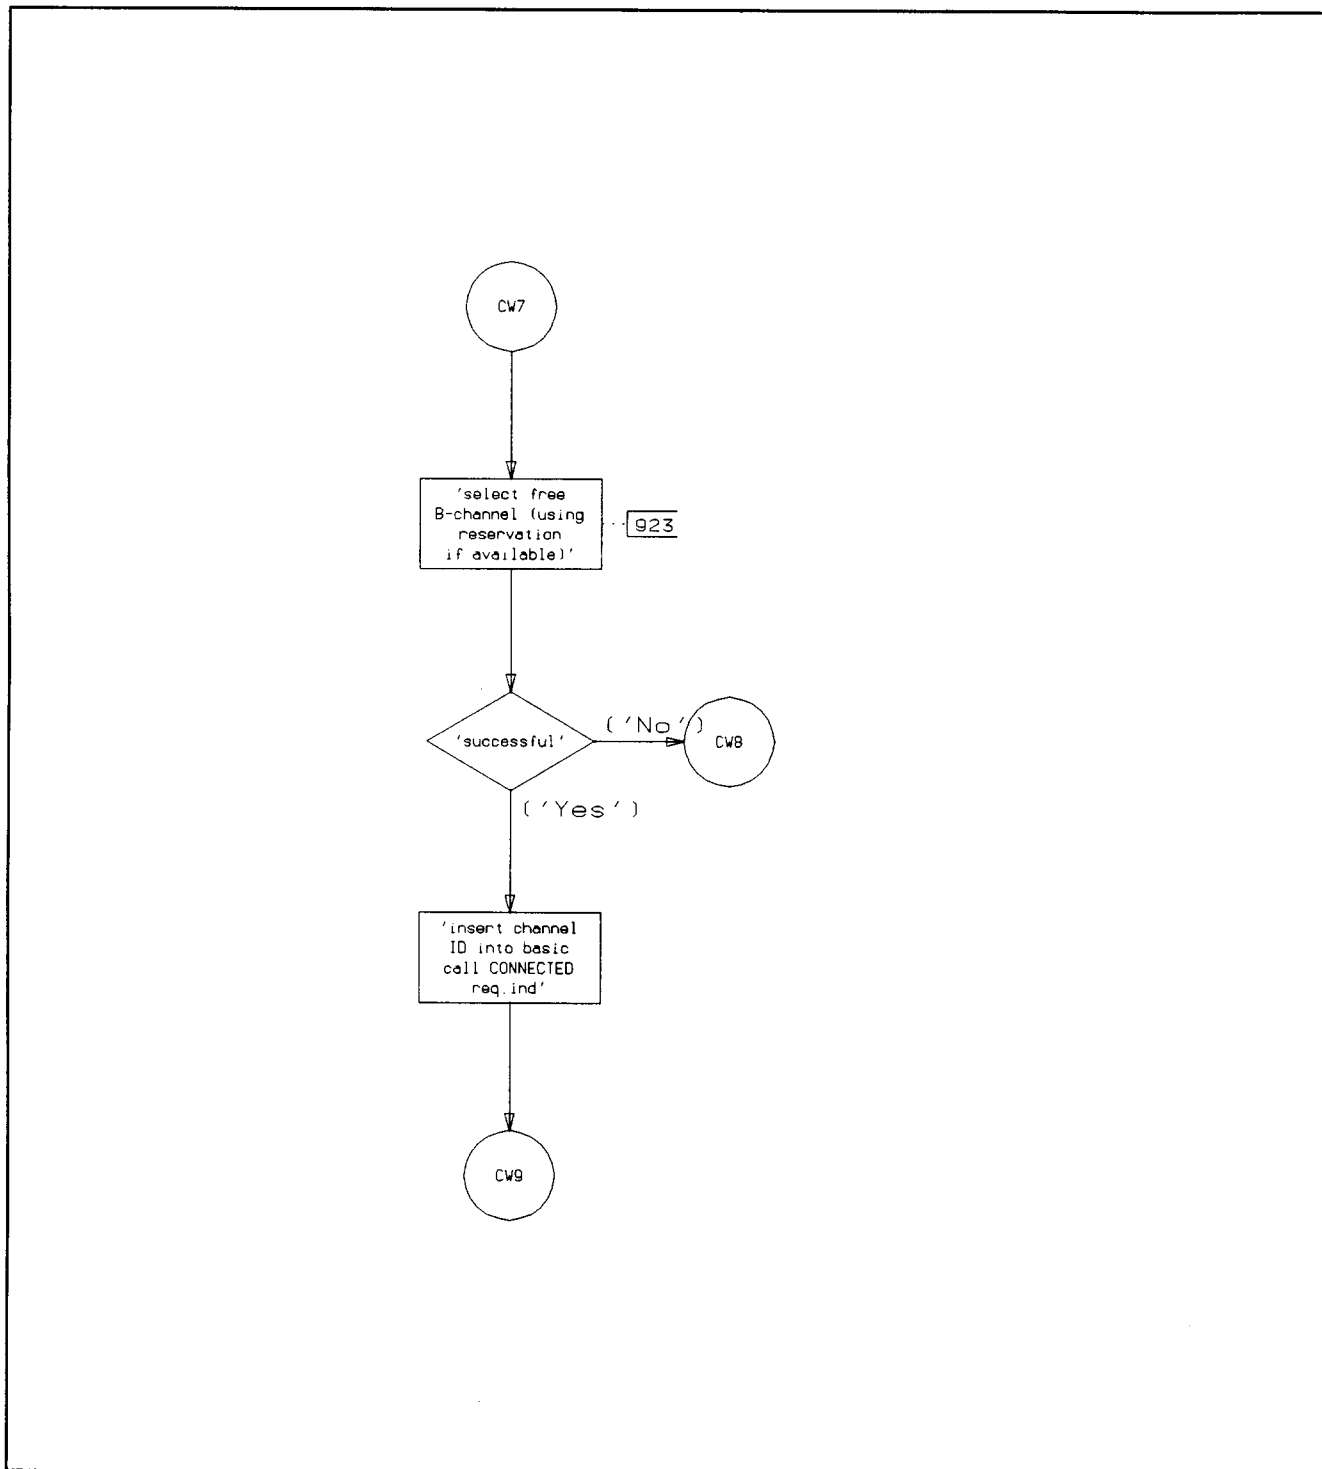 CW7
'select free
B-channel (using
reservation
if available)'
923
'successful'
('No')
CW8
('Yes')
'insert channel
ID into basic
call CONNECTED
req.ind'
CW9